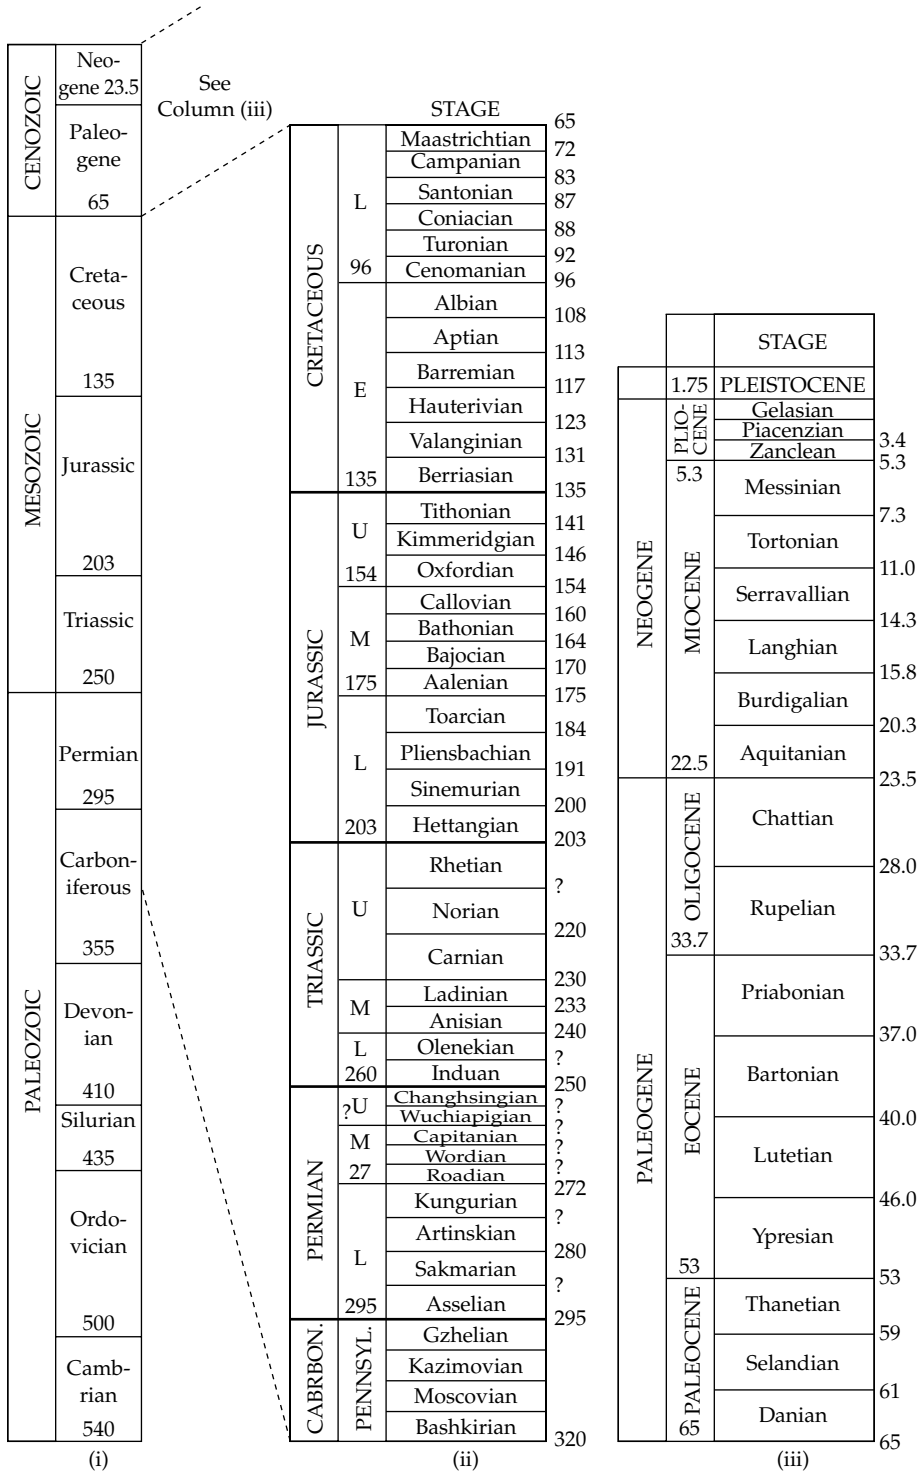 CENOZOIC
Neo-
gene 23.5
Paleo-
gene
65
MESOZOIC
Creta-
ceous
135
Jurassic
203
Triassic
250
PALEOZOIC
Permian
295
Carbon-
iferous
355
Devon-
ian
410
Silurian
435
Ordo-
vician
500
Camb-
rian
540
(i)
See
Column (iii)
STAGE
65
CRETACEOUS
L
96
Maastrichtian
72
Campanian
83
Santonian
87
Coniacian
88
Turonian
92
Cenomanian
96
E
135
Albian
108
Aptian
113
Barremian
117
Hauterivian
123
Valanginian
131
Berriasian
135
JURASSIC
U
154
Tithonian
141
Kimmeridgian
146
Oxfordian
154
M
175
Callovian
160
Bathonian
164
Bajocian
170
Aalenian
175
L
203
Toarcian
184
Pliensbachian
191
Sinemurian
200
Hettangian
203
TRIASSIC
U
Rhetian
?
Norian
220
Carnian
230
M
Ladinian
233
Anisian
240
L
260
Olenekian
?
Induan
250
PERMIAN
?U
Changhsingian
?
Wuchiapigian
?
M
27
Capitanian
?
Wordian
?
Roadian
272
L
295
Kungurian
?
Artinskian
280
Sakmarian
?
Asselian
295
CABRBON.
PENNSYL.
Gzhelian
Kazimovian
Moscovian
Bashkirian
320
(ii)
STAGE
1.75
PLEISTOCENE
NEOGENE
PLIO-
CENE
5.3
Gelasian
Piacenzian
3.4
Zanclean
5.3
MIOCENE
22.5
Messinian
7.3
Tortonian
11.0
Serravallian
14.3
Langhian
15.8
Burdigalian
20.3
Aquitanian
23.5
PALEOGENE
OLIGOCENE
33.7
Chattian
28.0
Rupelian
33.7
EOCENE
53
Priabonian
37.0
Bartonian
40.0
Lutetian
46.0
Ypresian
53
PALEOCENE
65
Thanetian
59
Selandian
61
Danian
65
(iii)